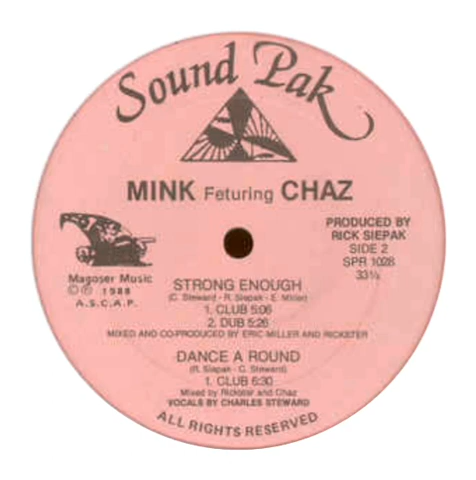 Sound Pak
MINK Feturing CHAZ
PRODUCED BY
RICK SIEPAK
SIDE 2
SPR 1028
33⅓
Magoser Music
© ℗ 1988
A.S.C.A.P.
STRONG ENOUGH
(C. Steward - R. Siepak - E. Miller)
1. CLUB 5:06
2. DUB 5:26
MIXED AND CO-PRODUCED BY ERIC MILLER AND RICKSTER
DANCE A ROUND
(R. Siepak - C. Steward)
1. CLUB 6:30
Mixed by Rickster and Chaz
VOCALS BY CHARLES STEWARD
ALL RIGHTS RESERVED